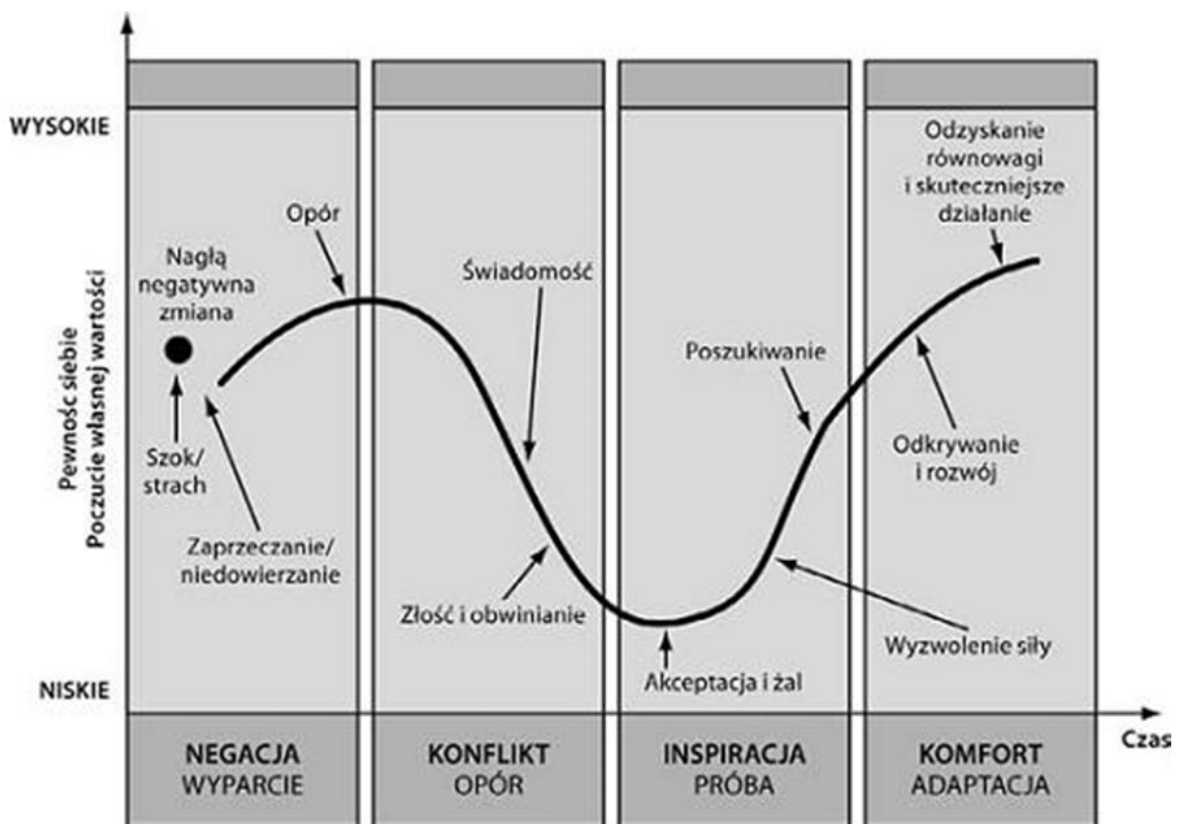 WYSOKIE
Pewność siebie
Poczucie własnej wartości
NISKIE
Nagłą
negatywna
zmiana
Szok/
strach
Zaprzeczanie/
niedowierzanie
Opór
Świadomość
Złość i obwinianie
Akceptacja i żal
Poszukiwanie
Wyzwolenie siły
Odkrywanie
i rozwój
Odzyskanie
równowagi
i skuteczniejsze
działanie
Czas
NEGACJA
WYPARCIE
KONFLIKT
OPÓR
INSPIRACJA
PRÓBA
KOMFORT
ADAPTACJA